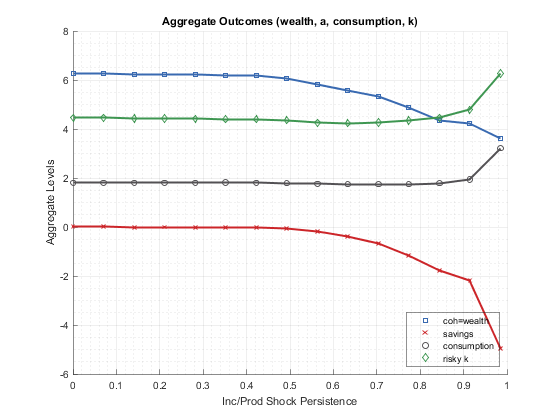 Aggregate Outcomes (wealth, a, consumption, k)
8
6
4
2
0
-2
-4
-6
Aggregate Levels
0 0.1 0.2 0.3 0.4 0.5 0.6 0.7 0.8 0.9 1
Inc/Prod Shock Persistence
coh=wealth
savings
consumption
risky k